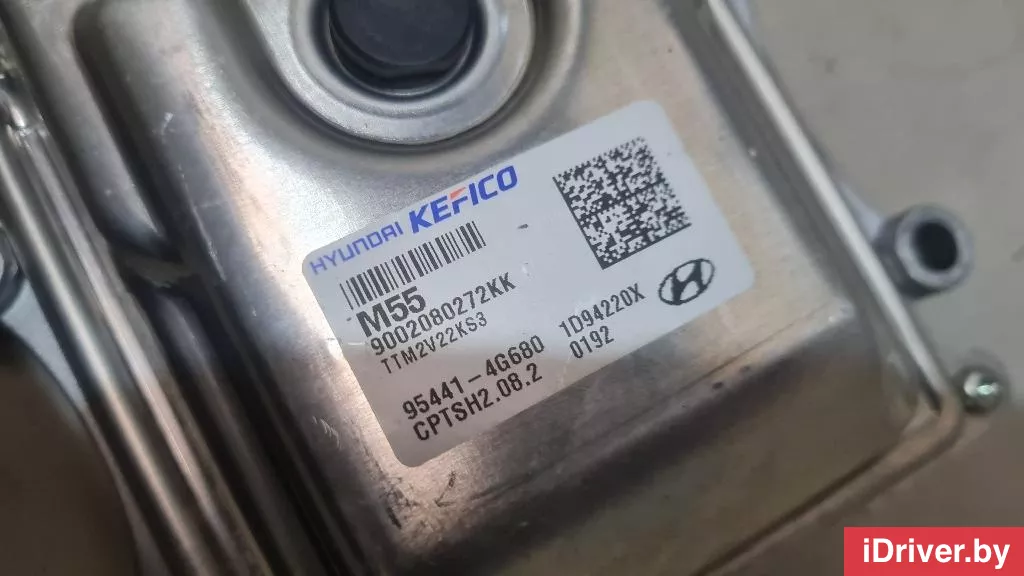 HYUNDAI KEFICO
M55
9002080272KK
TTM2V22KS3
95441-4G680 1D94220X
CPTSH2.08.2 0192
iDriver.by